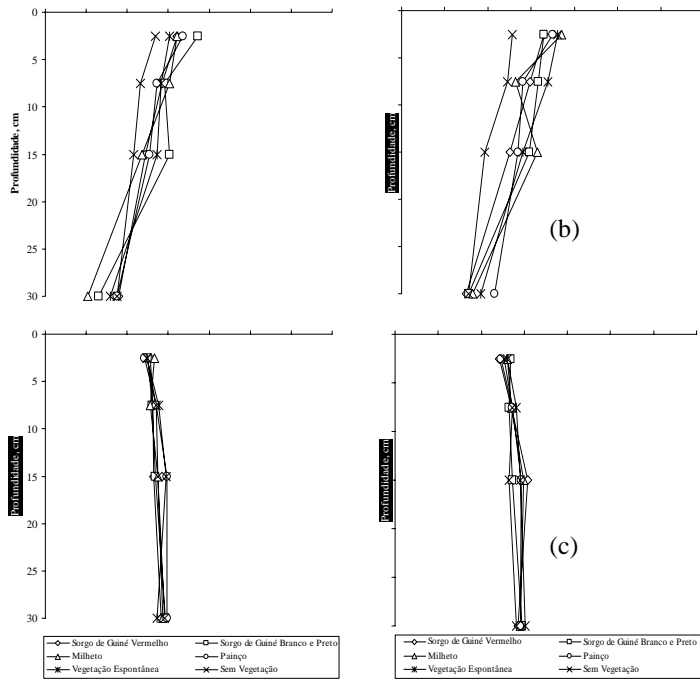 0
5
10
15
20
25
30
Profundidade, cm
Profundidade, cm
(b)
0
5
10
15
20
25
30
Profundidade, cm
Profundidade, cm
(c)
Sorgo de Guiné Vermelho
Sorgo de Guiné Branco e Preto
Milheto
Painço
Vegetação Espontânea
Sem Vegetação
Sorgo de Guiné Vermelho
Sorgo de Guiné Branco e Preto
Milheto
Painço
Vegetação Espontânea
Sem Vegetação